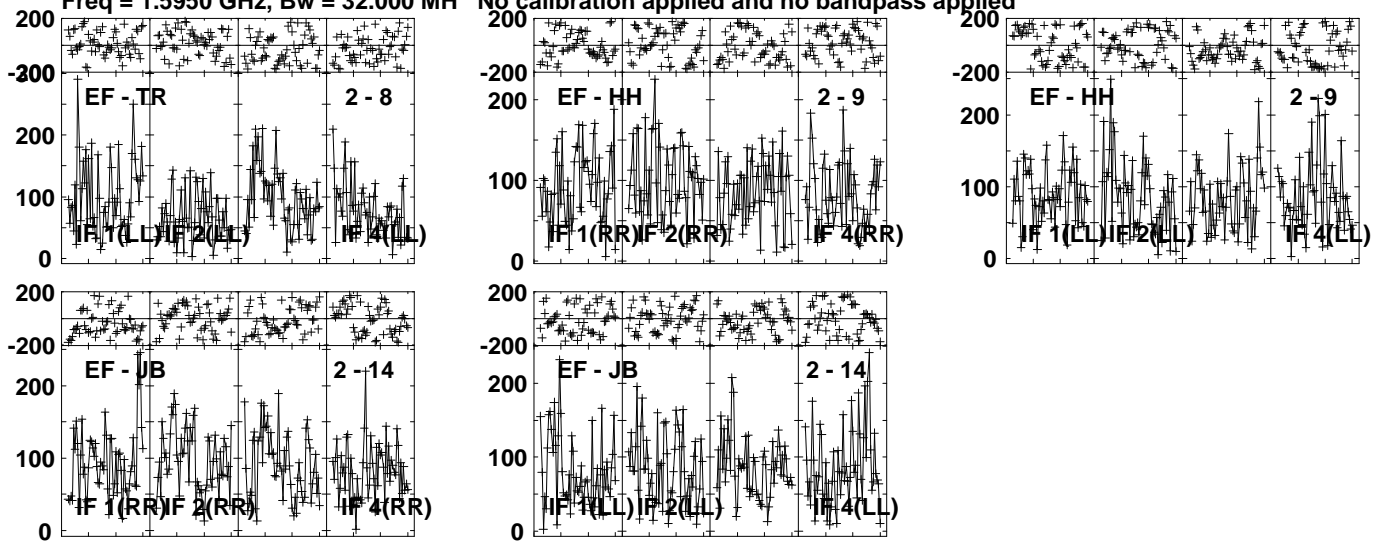 Freq = 1.5950 GHz, Bw = 32.000 MH No calibration applied and no bandpass applied
200
-200
300
EF - TR 2 - 8
200
100
IF 1(LL) IF 2(LL) IF 4(LL)
0
200
-200
EF - HH 2 - 9
200
100
IF 1(RR) IF 2(RR) IF 4(RR)
0
200
-200
EF - HH 2 - 9
200
100
IF 1(LL) IF 2(LL) IF 4(LL)
0
200
-200
EF - JB 2 - 14
200
100
IF 1(RR) IF 2(RR) IF 4(RR)
0
200
-200
EF - JB 2 - 14
200
100
IF 1(LL) IF 2(LL) IF 4(LL)
0